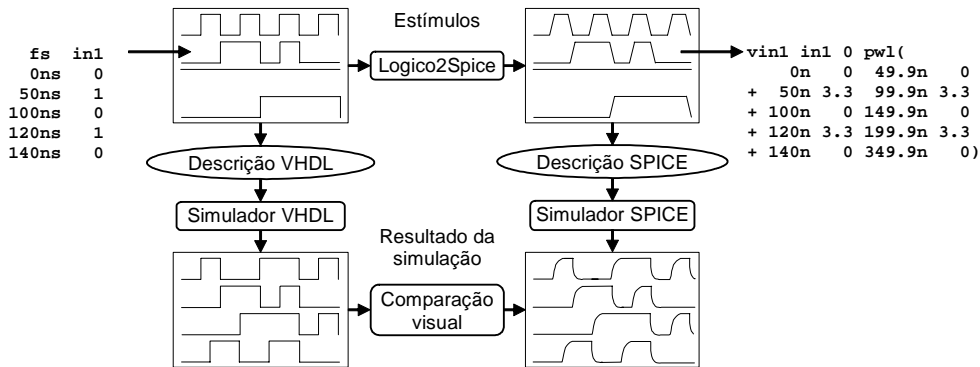 Estímulos
fs in1
0ns 0
50ns 1
100ns 0
120ns 1
140ns 0
Logico2Spice
vin1 in1 0 pwl(
0n 0 49.9n 0
+ 50n 3.3 99.9n 3.3
+ 100n 0 149.9n 0
+ 120n 3.3 199.9n 3.3
+ 140n 0 349.9n 0)
Descrição VHDL
Descrição SPICE
Simulador VHDL
Simulador SPICE
Resultado da
simulação
Comparação
visual